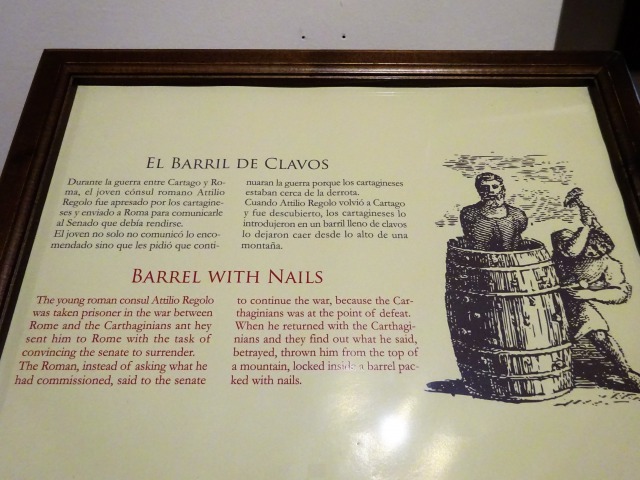 El Barril de Clavos
Durante la guerra entre Cartago y Ro-
ma, el joven cónsul romano Attilio
Regolo fue apresado por los cartagine-
ses y enviado a Roma para comunicarle
al Senado que debía rendirse.
El joven no solo no comunicó lo enco-
mendado sino que les pidió que conti-
nuaran la guerra porque los cartagineses
estaban cerca de la derrota.
Cuando Attilio Regolo volvió a Cartago
y fue descubierto, los cartagineses lo
introdujeron en un barril lleno de clavos
y lo dejaron caer desde lo alto de una
montaña.
Barrel with Nails
The young roman consul Attilio Regolo
was taken prisoner in the war between
Rome and the Carthaginians ant hey
sent him to Rome with the task of
convincing the senate to surrender.
The Roman, instead of asking what he
had commissioned, said to the senate
to continue the war, because the Car-
thaginans was at the point of defeat.
When he returned with the Carthagi-
nians and they find out what he said,
betrayed, thrown him from the top of
a mountain, locked inside a barrel pac-
ked with nails.